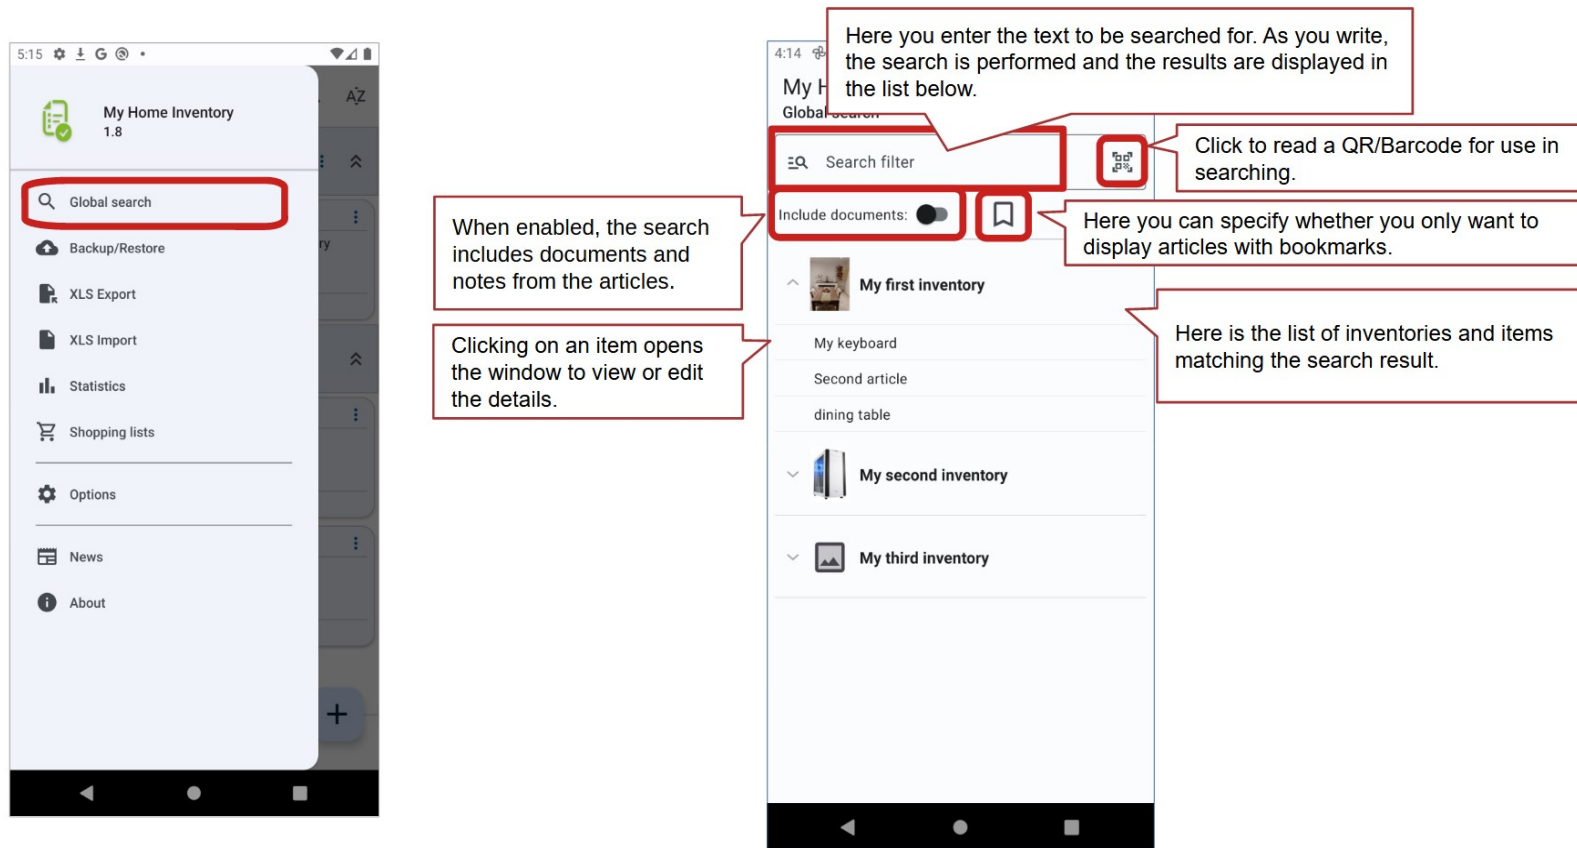 5:15 G
AZ
My Home Inventory
1.8
Global search
ry
Backup/Restore
XLS Export
XLS Import
Statistics
Shopping lists
Options
News
About
When enabled, the search
includes documents and
notes from the articles.
Clicking on an item opens
the window to view or edit
the details.
Here you enter the text to be searched for. As you write,
the search is performed and the results are displayed in
the list below.
4:14
My H
Global search
Search filter
Click to read a QR/Barcode for use in
searching.
Include documents:
Here you can specify whether you only want to
display articles with bookmarks.
My first inventory
Here is the list of inventories and items
matching the search result.
My keyboard
Second article
dining table
My second inventory
My third inventory